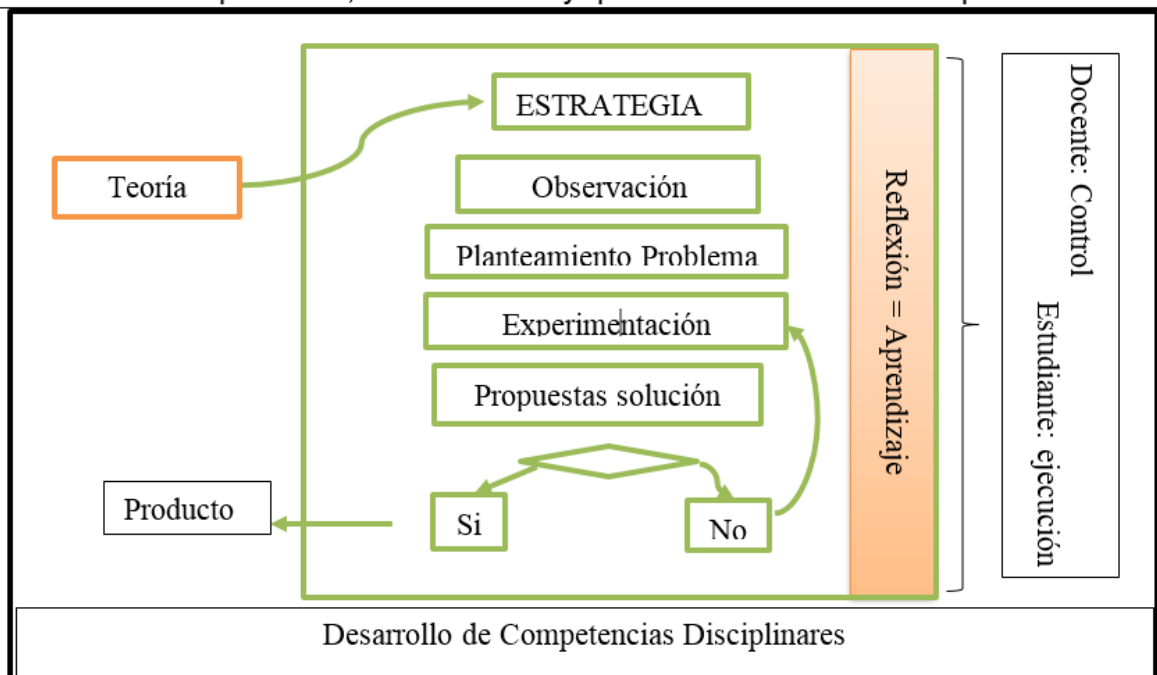 ESTRATEGIA
Teoría
Observación
Planteamiento Problema
Experimentación
Propuestas solución
Si
No
Producto
Reflexión = Aprendizaje
Docente: Control
Estudiante: ejecución
Desarrollo de Competencias Disciplinares